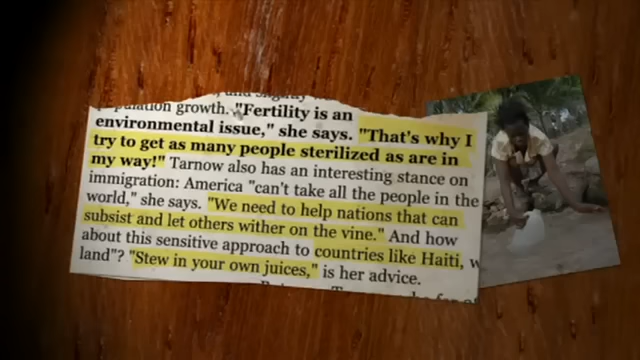 and slightly
population growth. "Fertility is an
environmental issue," she says. "That's why I
try to get as many people sterilized as are in
my way!" Tarnow also has an interesting stance on
immigration: America "can't take all the people in the
world," she says. "We need to help nations that can
subsist and let others wither on the vine." And how
about this sensitive approach to countries like Haiti, w
land"? "Stew in your own juices," is her advice.